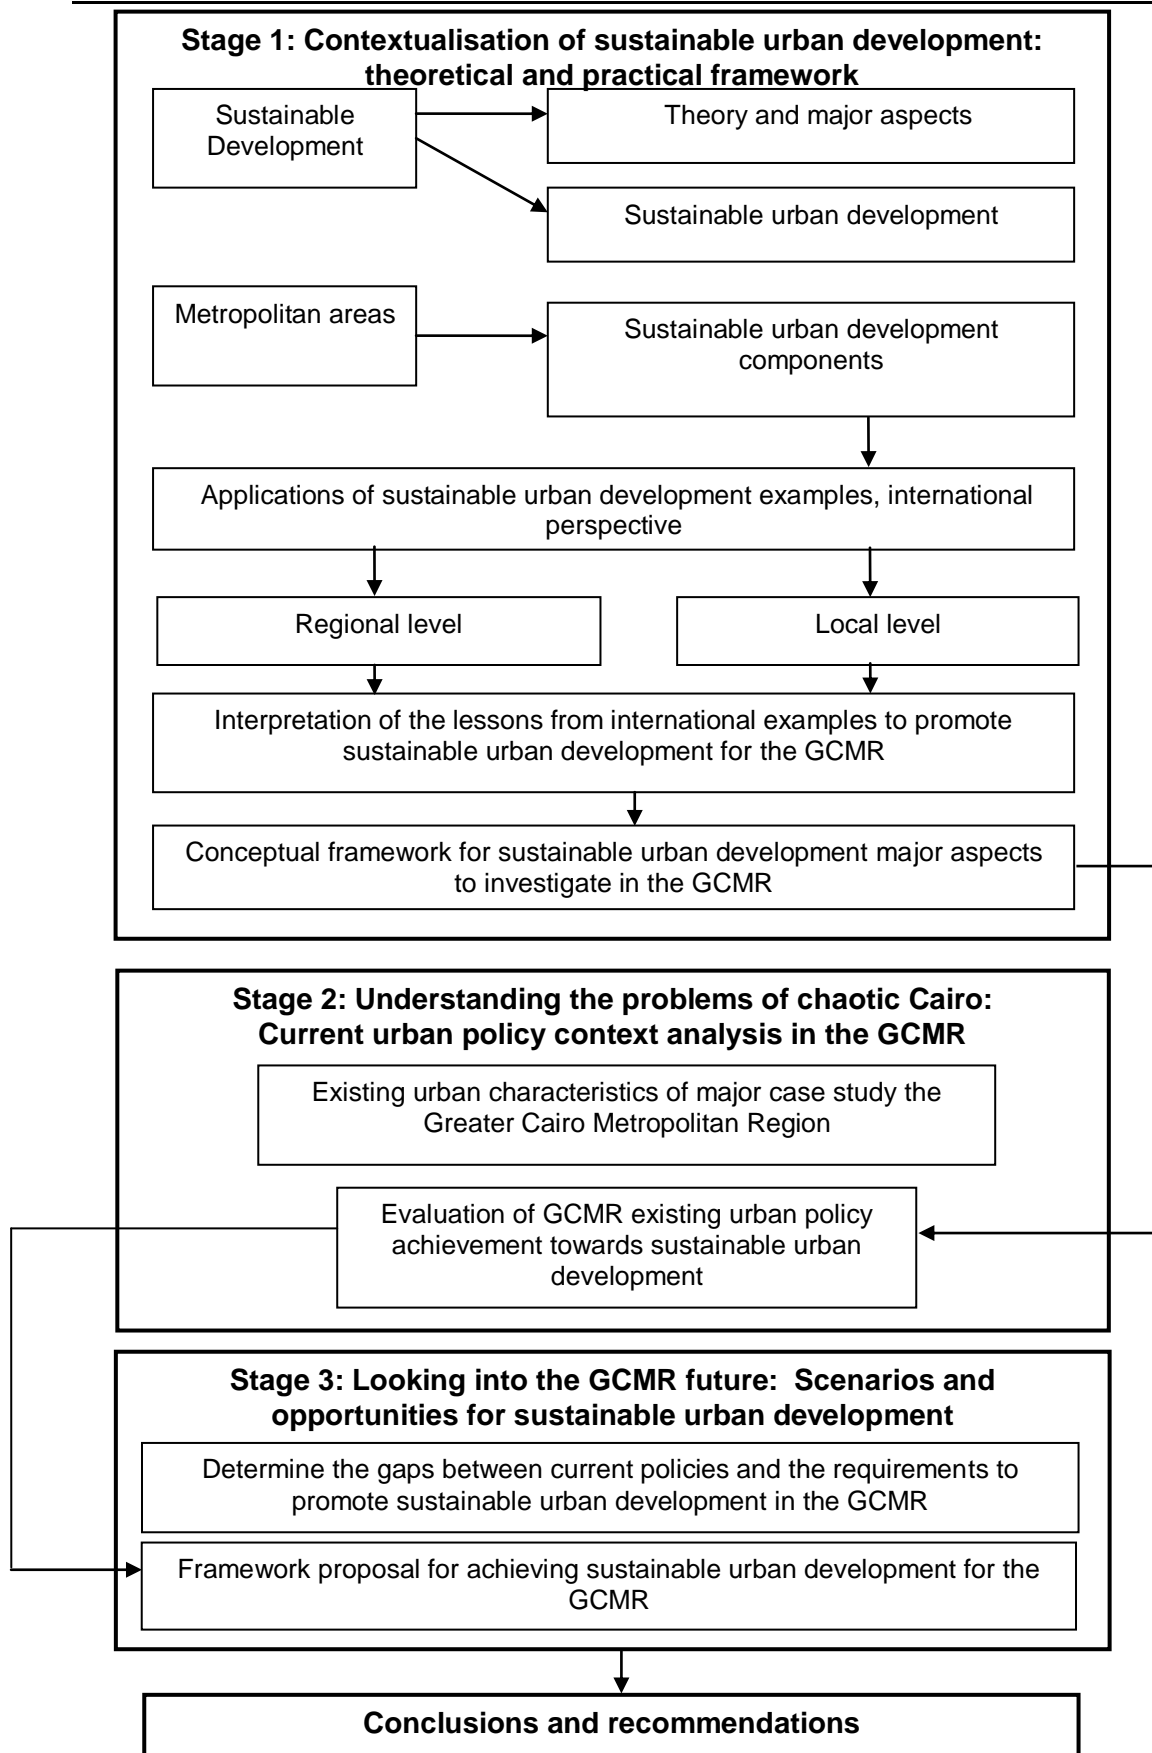 Stage 1: Contextualisation of sustainable urban development:
theoretical and practical framework
Sustainable
Development
Theory and major aspects
Sustainable urban development
Metropolitan areas
Sustainable urban development
components
Applications of sustainable urban development examples, international
perspective
Regional level
Local level
Interpretation of the lessons from international examples to promote
sustainable urban development for the GCMR
Conceptual framework for sustainable urban development major aspects
to investigate in the GCMR
Stage 2: Understanding the problems of chaotic Cairo:
Current urban policy context analysis in the GCMR
Existing urban characteristics of major case study the
Greater Cairo Metropolitan Region
Evaluation of GCMR existing urban policy
achievement towards sustainable urban
development
Stage 3: Looking into the GCMR future:  Scenarios and
opportunities for sustainable urban development
Determine the gaps between current policies and the requirements to
promote sustainable urban development in the GCMR
Framework proposal for achieving sustainable urban development for the
GCMR
Conclusions and recommendations